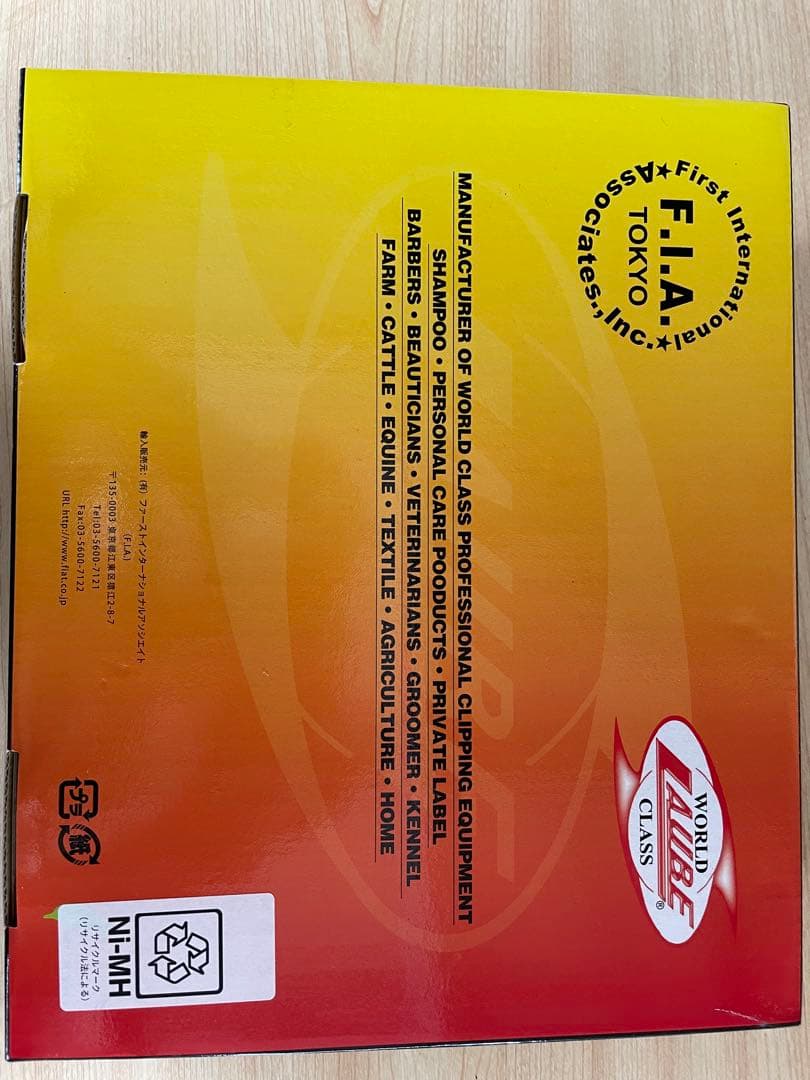 ★First International★
Associates.,Inc.
F.I.A.
TOKYO
WORLD
LAUBE®
CLASS
MANUFACTURER OF WORLD CLASS PROFESSIONAL CLIPPING EQUIPMENT
SHAMPOO • PERSONAL CARE POODUCTS • PRIVATE LABEL
BARBERS • BEAUTICIANS • VETERINARIANS • GROOMER • KENNEL
FARM • CATTLE • EQUINE • TEXTILE • AGRICULTURE • HOME
輸入販売元：(有) ファーストインターナショナルアソシエイト
(F.I.A.)
〒135-0003 東京都江東区猿江2-8-7
Tel:03-5600-7121
Fax:03-5600-7122
URL http://www.fiat.co.jp
プラ
紙
Ni-MH
リサイクルマーク
(リサイクル法による)